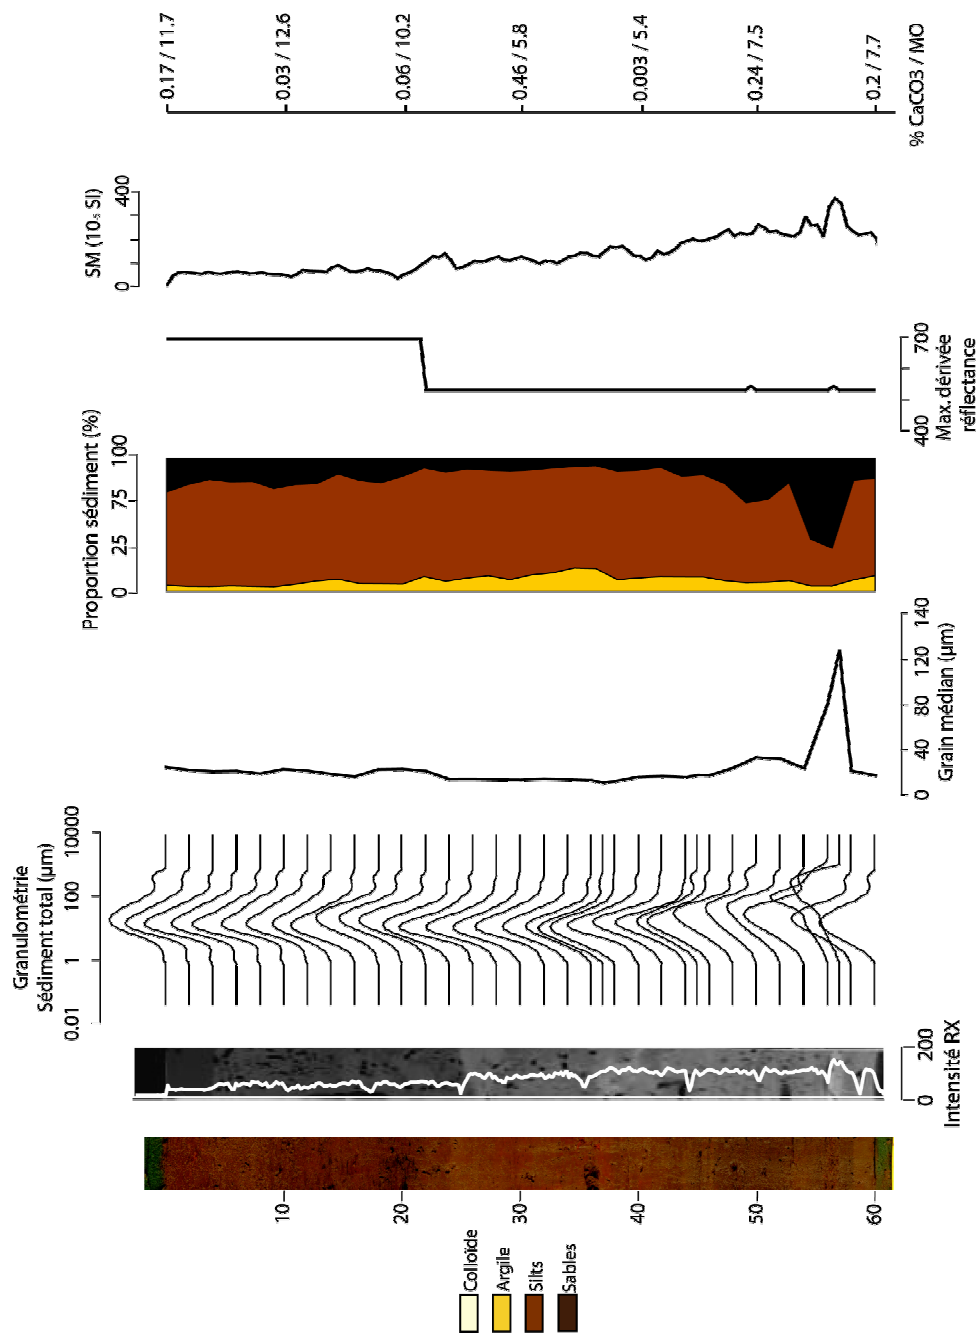 Colloïde
Argile
Silts
Sables
10
20
30
40
50
60
0
200
Intensité RX
Granulométrie
Sédiment total (µm)
0.01
1
100
10000
0
40
80
120
140
Grain médian (µm)
Proportion sédiment (%)
0
25
75
100
400
700
Max. dérivée
réflectance
SM (10-5 SI)
0
400
0.17 / 11.7
0.03 / 12.6
0.06 / 10.2
0.46 / 5.8
0.003 / 5.4
0.24 / 7.5
0.2 / 7.7
% CaCO3 / MO